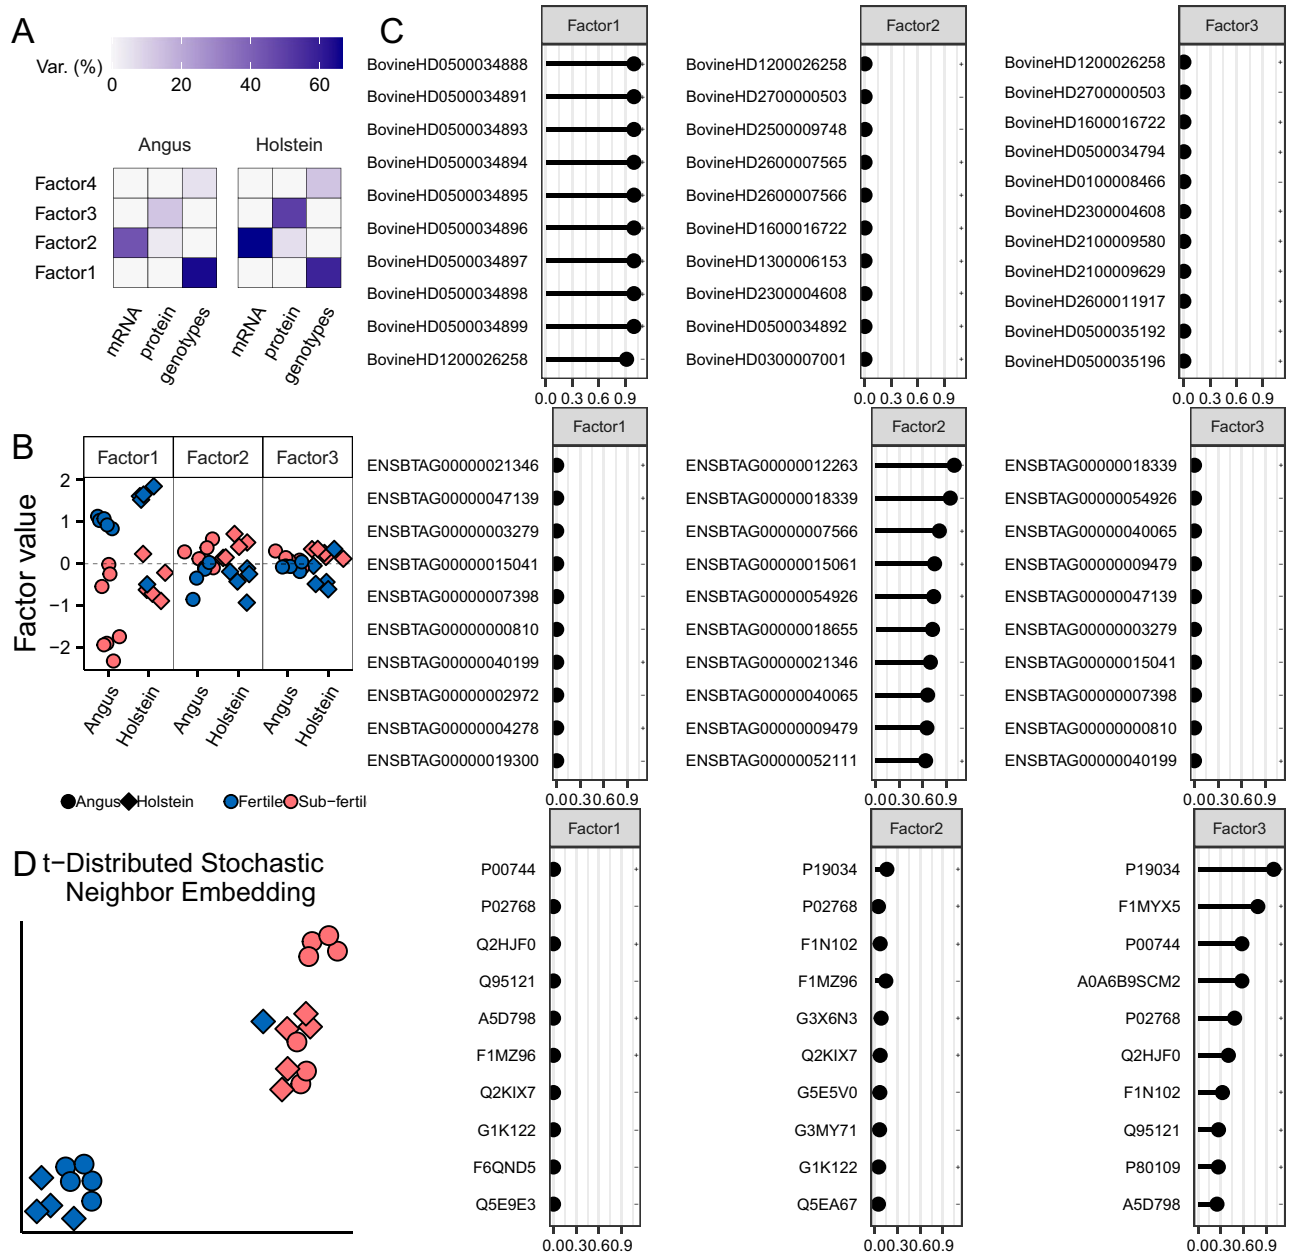 A
Var. (%)
0 20 40 60
Angus Holstein
Factor4
Factor3
Factor2
Factor1
mRNA protein genotypes mRNA protein genotypes
B
Factor1 Factor2 Factor3
Factor value
2
1
0
−1
−2
Angus Holstein Angus Holstein Angus Holstein
Angus Holstein Fertile Sub−fertil
C
Factor1
BovineHD0500034888
BovineHD0500034891
BovineHD0500034893
BovineHD0500034894
BovineHD0500034895
BovineHD0500034896
BovineHD0500034897
BovineHD0500034898
BovineHD0500034899
BovineHD1200026258
0.0 0.3 0.6 0.9
Factor2
BovineHD1200026258
BovineHD2700000503
BovineHD2500009748
BovineHD2600007565
BovineHD2600007566
BovineHD1600016722
BovineHD1300006153
BovineHD2300004608
BovineHD0500034892
BovineHD0300007001
0.0 0.3 0.6 0.9
Factor3
BovineHD1200026258
BovineHD2700000503
BovineHD1600016722
BovineHD0500034794
BovineHD0100008466
BovineHD2300004608
BovineHD2100009580
BovineHD2100009629
BovineHD2600011917
BovineHD0500035192
BovineHD0500035196
0.0 0.3 0.6 0.9
Factor1
ENSBTAG00000021346
ENSBTAG00000047139
ENSBTAG00000003279
ENSBTAG00000015041
ENSBTAG00000007398
ENSBTAG00000000810
ENSBTAG00000040199
ENSBTAG00000002972
ENSBTAG00000004278
ENSBTAG00000019300
0.00.30.60.9
Factor2
ENSBTAG00000012263
ENSBTAG00000018339
ENSBTAG00000007566
ENSBTAG00000015061
ENSBTAG00000054926
ENSBTAG00000018655
ENSBTAG00000021346
ENSBTAG00000040065
ENSBTAG00000009479
ENSBTAG00000052111
0.00.30.60.9
Factor3
ENSBTAG00000018339
ENSBTAG00000054926
ENSBTAG00000040065
ENSBTAG00000009479
ENSBTAG00000047139
ENSBTAG00000003279
ENSBTAG00000015041
ENSBTAG00000007398
ENSBTAG00000000810
ENSBTAG00000040199
0.00.30.60.9
Factor1
P00744
P02768
Q2HJF0
Q95121
A5D798
F1MZ96
Q2KIX7
G1K122
F6QND5
Q5E9E3
0.00.30.60.9
Factor2
P19034
P02768
F1N102
F1MZ96
G3X6N3
Q2KIX7
G5E5V0
G3MY71
G1K122
Q5EA67
0.00.30.60.9
Factor3
P19034
F1MYX5
P00744
A0A6B9SCM2
P02768
Q2HJF0
F1N102
Q95121
P80109
A5D798
0.00.30.60.9
D
t−Distributed Stochastic
Neighbor Embedding